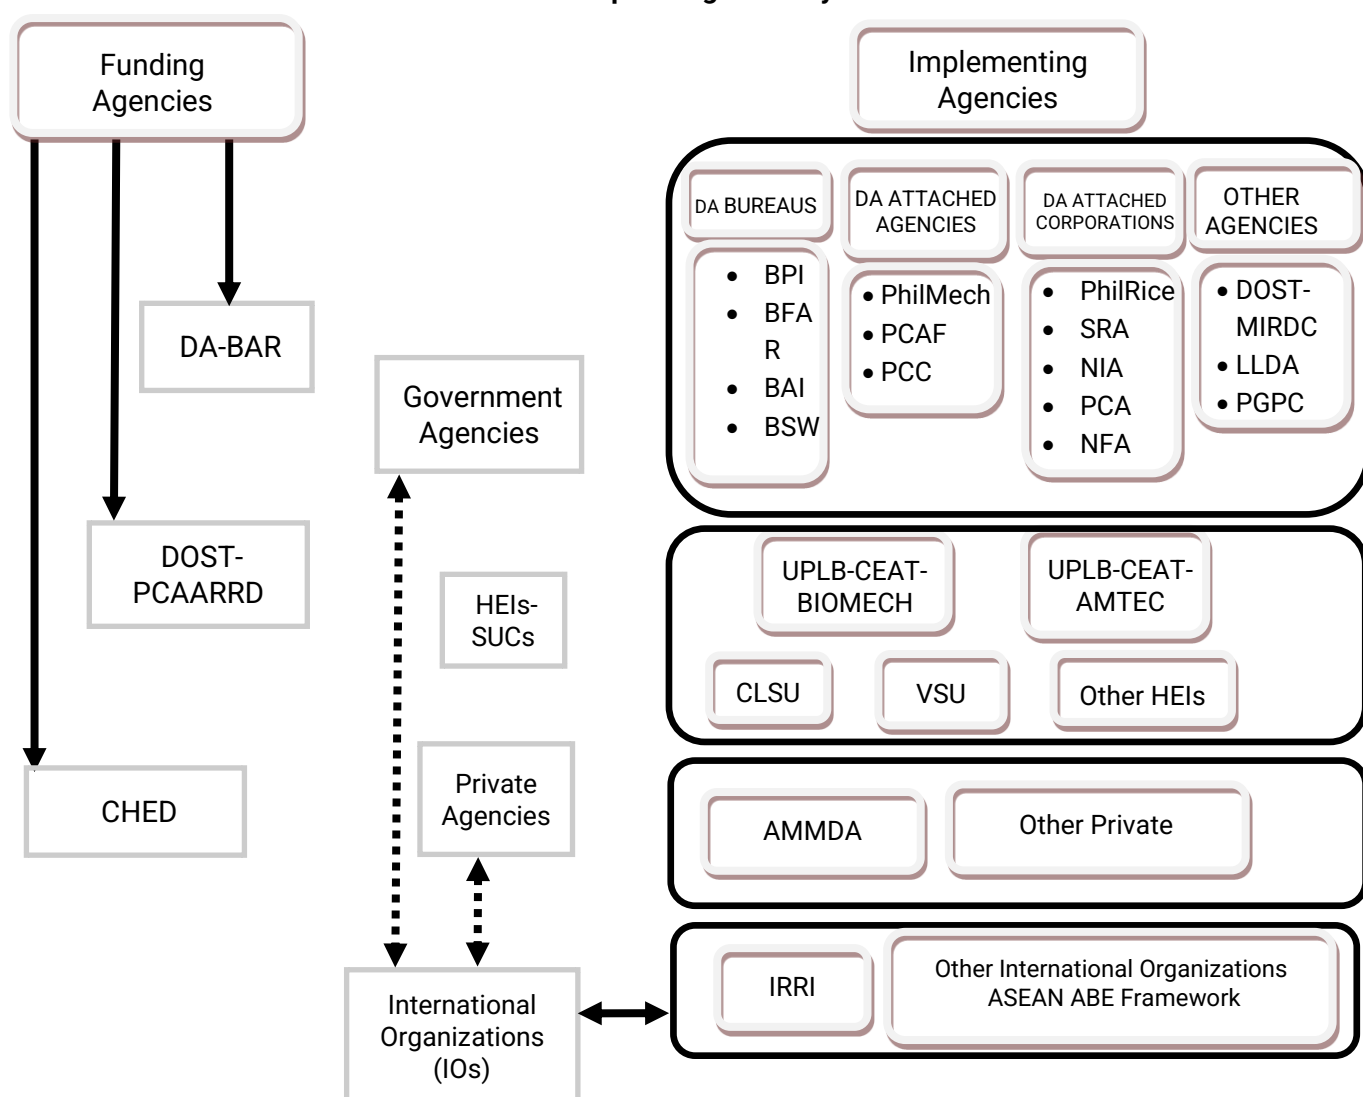 Funding
Agencies
Implementing
Agencies
DA BUREAUS
DA ATTACHED
AGENCIES
DA ATTACHED
CORPORATIONS
OTHER
AGENCIES
• BPI
• BFA
R
• BAI
• BSW
• PhilMech
• PCAF
• PCC
• PhilRice
• SRA
• NIA
• PCA
• NFA
• DOST-
MIRDC
• LLDA
• PGPC
DA-BAR
Government
Agencies
DOST-
PCAARRD
HEIs-
SUCs
UPLB-CEAT-
BIOMECH
UPLB-CEAT-
AMTEC
CLSU
VSU
Other HEIs
CHED
Private
Agencies
AMMDA
Other Private
International
Organizations
(IOs)
IRRI
Other International Organizations
ASEAN ABE Framework